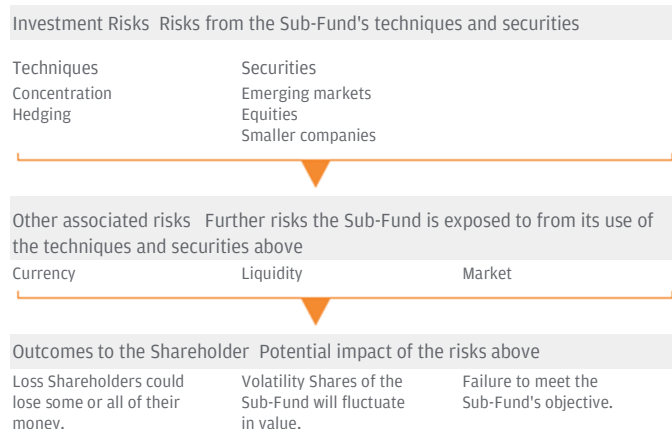 Investment Risks Risks from the Sub-Fund's techniques and securities
Techniques
Concentration
Hedging
Securities
Emerging markets
Equities
Smaller companies
Other associated risks Further risks the Sub-Fund is exposed to from its use of
the techniques and securities above
Currency
Liquidity
Market
Outcomes to the Shareholder Potential impact of the risks above
Loss Shareholders could
lose some or all of their
money.
Volatility Shares of the
Sub-Fund will fluctuate
in value.
Failure to meet the
Sub-Fund's objective.